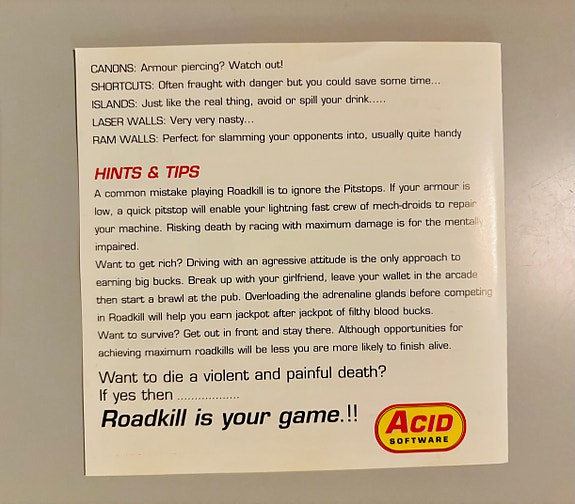 CANONS: Armour piercing? Watch out!
SHORTCUTS: Often fraught with danger but you could save some time...
ISLANDS: Just like the real thing, avoid or spill your drink.....
LASER WALLS: Very very nasty...
RAM WALLS: Perfect for slamming your opponents into, usually quite handy
HINTS & TIPS
A common mistake playing Roadkill is to ignore the Pitstops. If your armour is
low, a quick pitstop will enable your lightning fast crew of mech-droids to repair
your machine. Risking death by racing with maximum damage is for the mentally
impaired.
Want to get rich? Driving with an agressive attitude is the only approach to
earning big bucks. Break up with your girlfriend, leave your wallet in the arcade
then start a brawl at the pub. Overloading the adrenaline glands before competing
in Roadkill will help you earn jackpot after jackpot of filthy blood bucks.
Want to survive? Get out in front and stay there. Although opportunities for
achieving maximum roadkills will be less you are more likely to finish alive.
Want to die a violent and painful death?
If yes then ..................
Roadkill is your game.!!
ACID
SOFTWARE